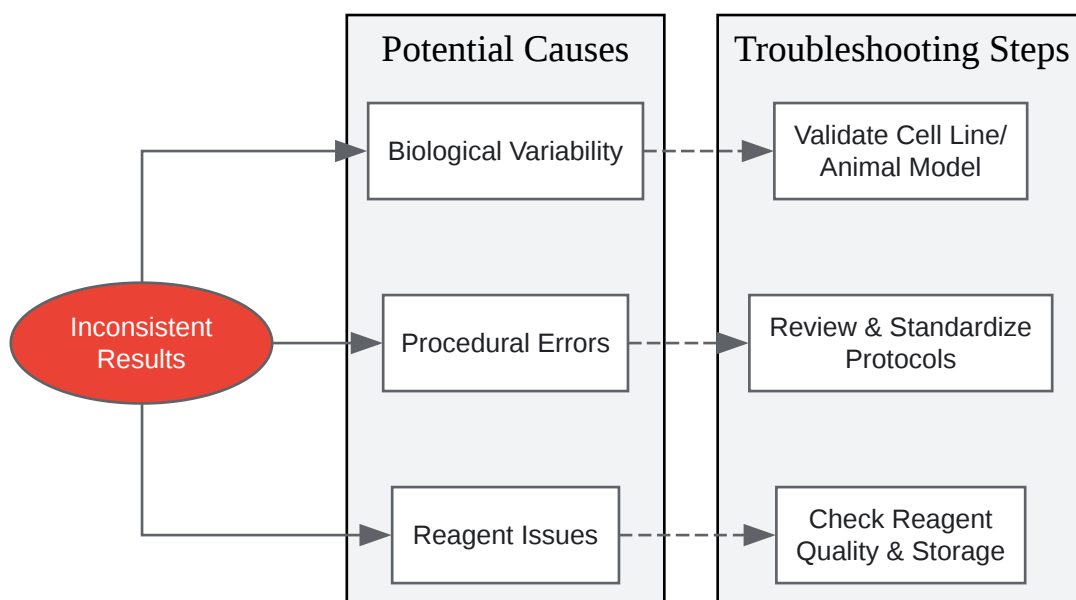 Potential Causes
Troubleshooting Steps
Biological Variability
Validate Cell Line/
Animal Model
Inconsistent
Results
Procedural Errors
Review & Standardize
Protocols
Reagent Issues
Check Reagent
Quality & Storage